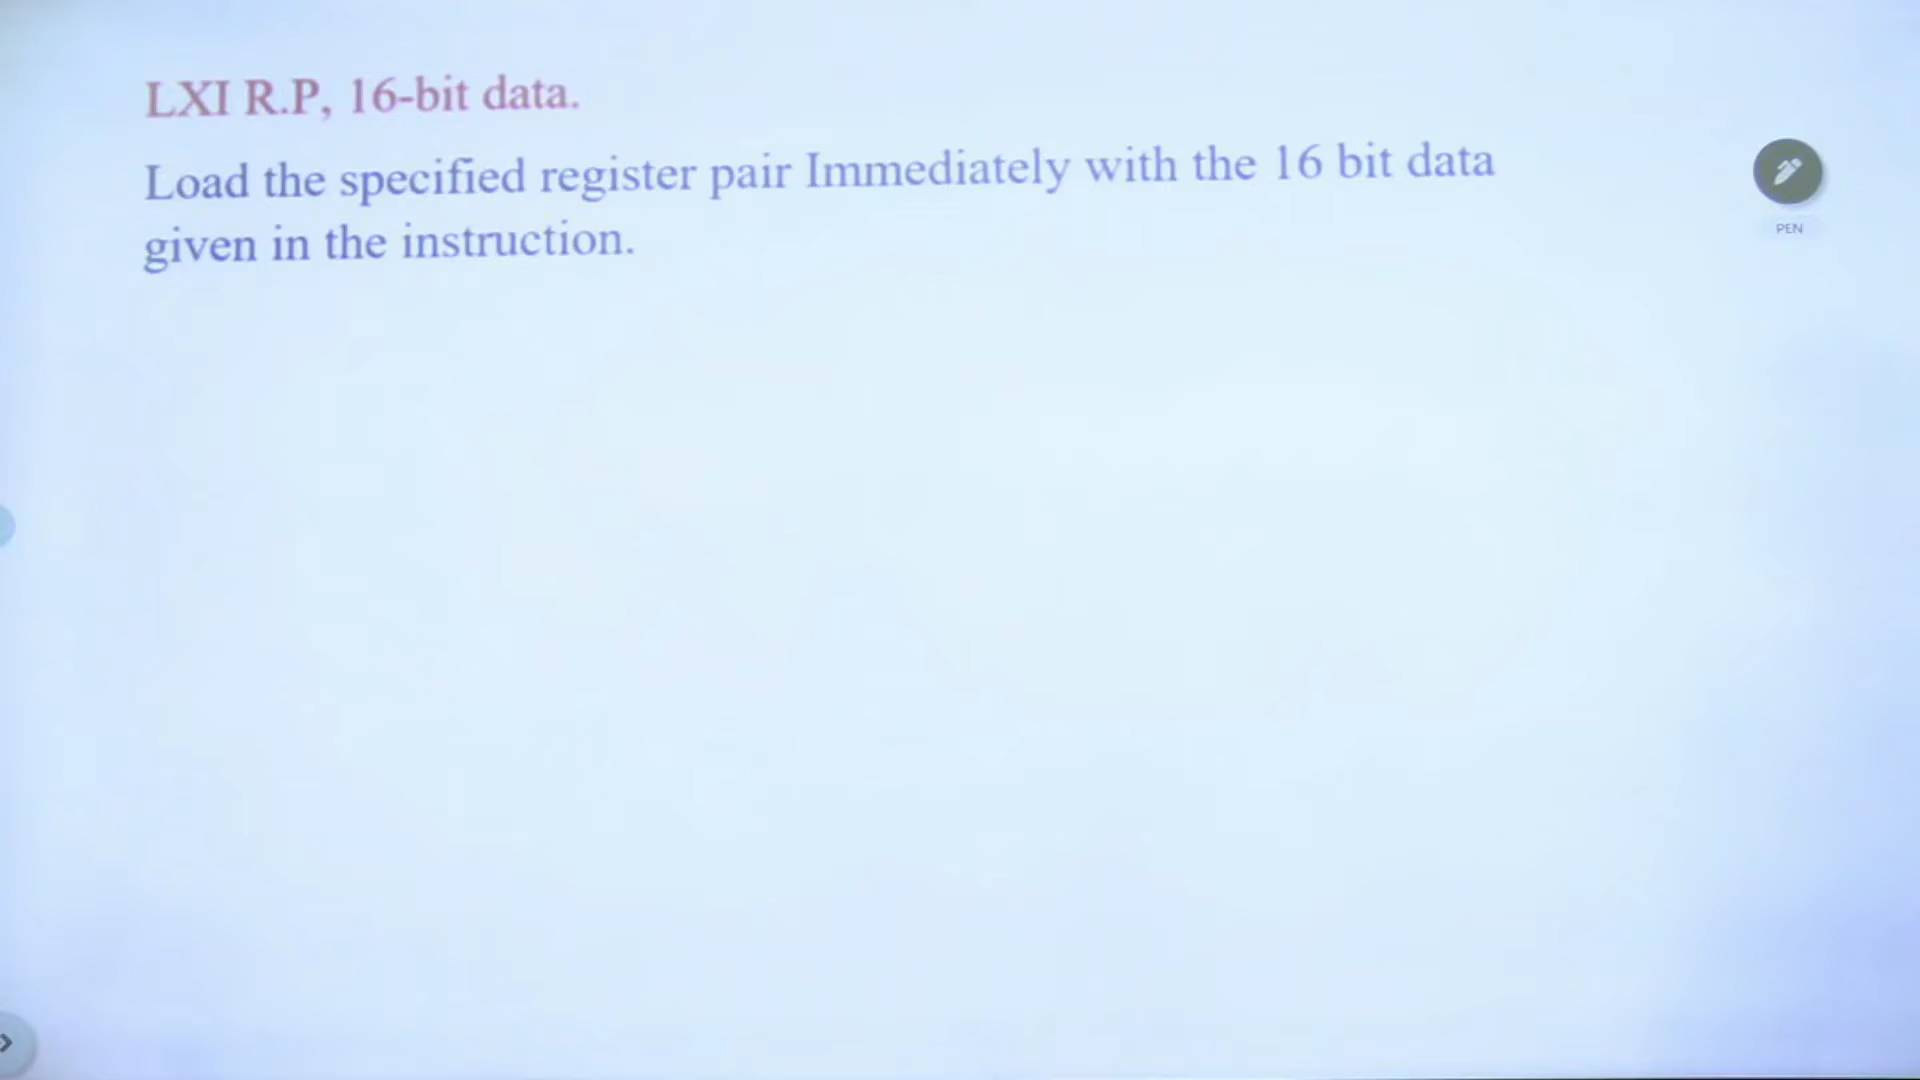 LXI R.P, 16-bit data.
Load the specified register pair Immediately with the 16 bit data
given in the instruction.
PEN